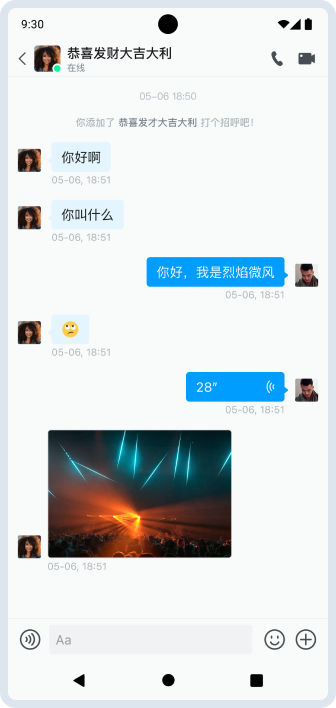 9:30
恭喜发财大吉大利
在线
05-06 18:50
你添加了 恭喜发才大吉大利 打个招呼吧!
你好啊
05-06, 18:51
你叫什么
05-06, 18:51
你好，我是烈焰微风
05-06, 18:51
05-06, 18:51
28"
05-06, 18:51
05-06, 18:51
Aa